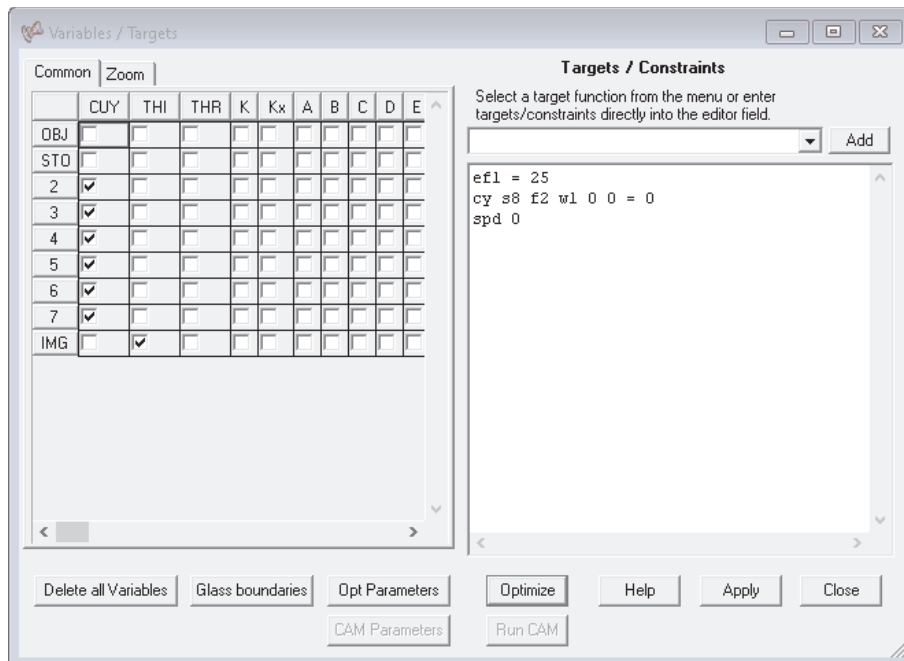 Variables / Targets
Common Zoom
CUY THI THR K Kx A B C D E
OBJ
STO
2
3
4
5
6
7
IMG
Targets / Constraints
Select a target function from the menu or enter
targets/constraints directly into the editor field.
Add
efl = 25
cy s8 f2 w1 0 0 = 0
spd 0
Delete all Variables Glass boundaries Opt Parameters Optimize Help Apply Close
CAM Parameters Run CAM